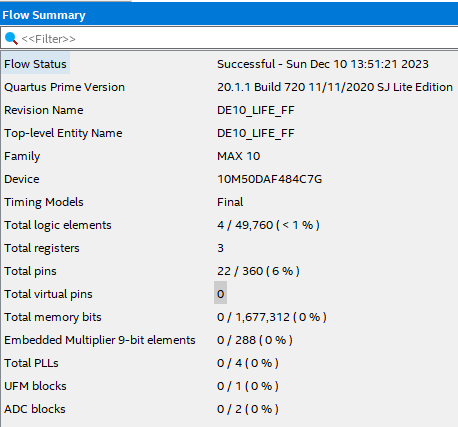 Flow Summary
<<Filter>>
Flow Status Successful - Sun Dec 10 13:51:21 2023
Quartus Prime Version 20.1.1 Build 720 11/11/2020 SJ Lite Edition
Revision Name DE10_LIFE_FF
Top-level Entity Name DE10_LIFE_FF
Family MAX 10
Device 10M50DAF484C7G
Timing Models Final
Total logic elements 4 / 49,760 ( < 1 % )
Total registers 3
Total pins 22 / 360 ( 6 % )
Total virtual pins 0
Total memory bits 0 / 1,677,312 ( 0 % )
Embedded Multiplier 9-bit elements 0 / 288 ( 0 % )
Total PLLs 0 / 4 ( 0 % )
UFM blocks 0 / 1 ( 0 % )
ADC blocks 0 / 2 ( 0 % )